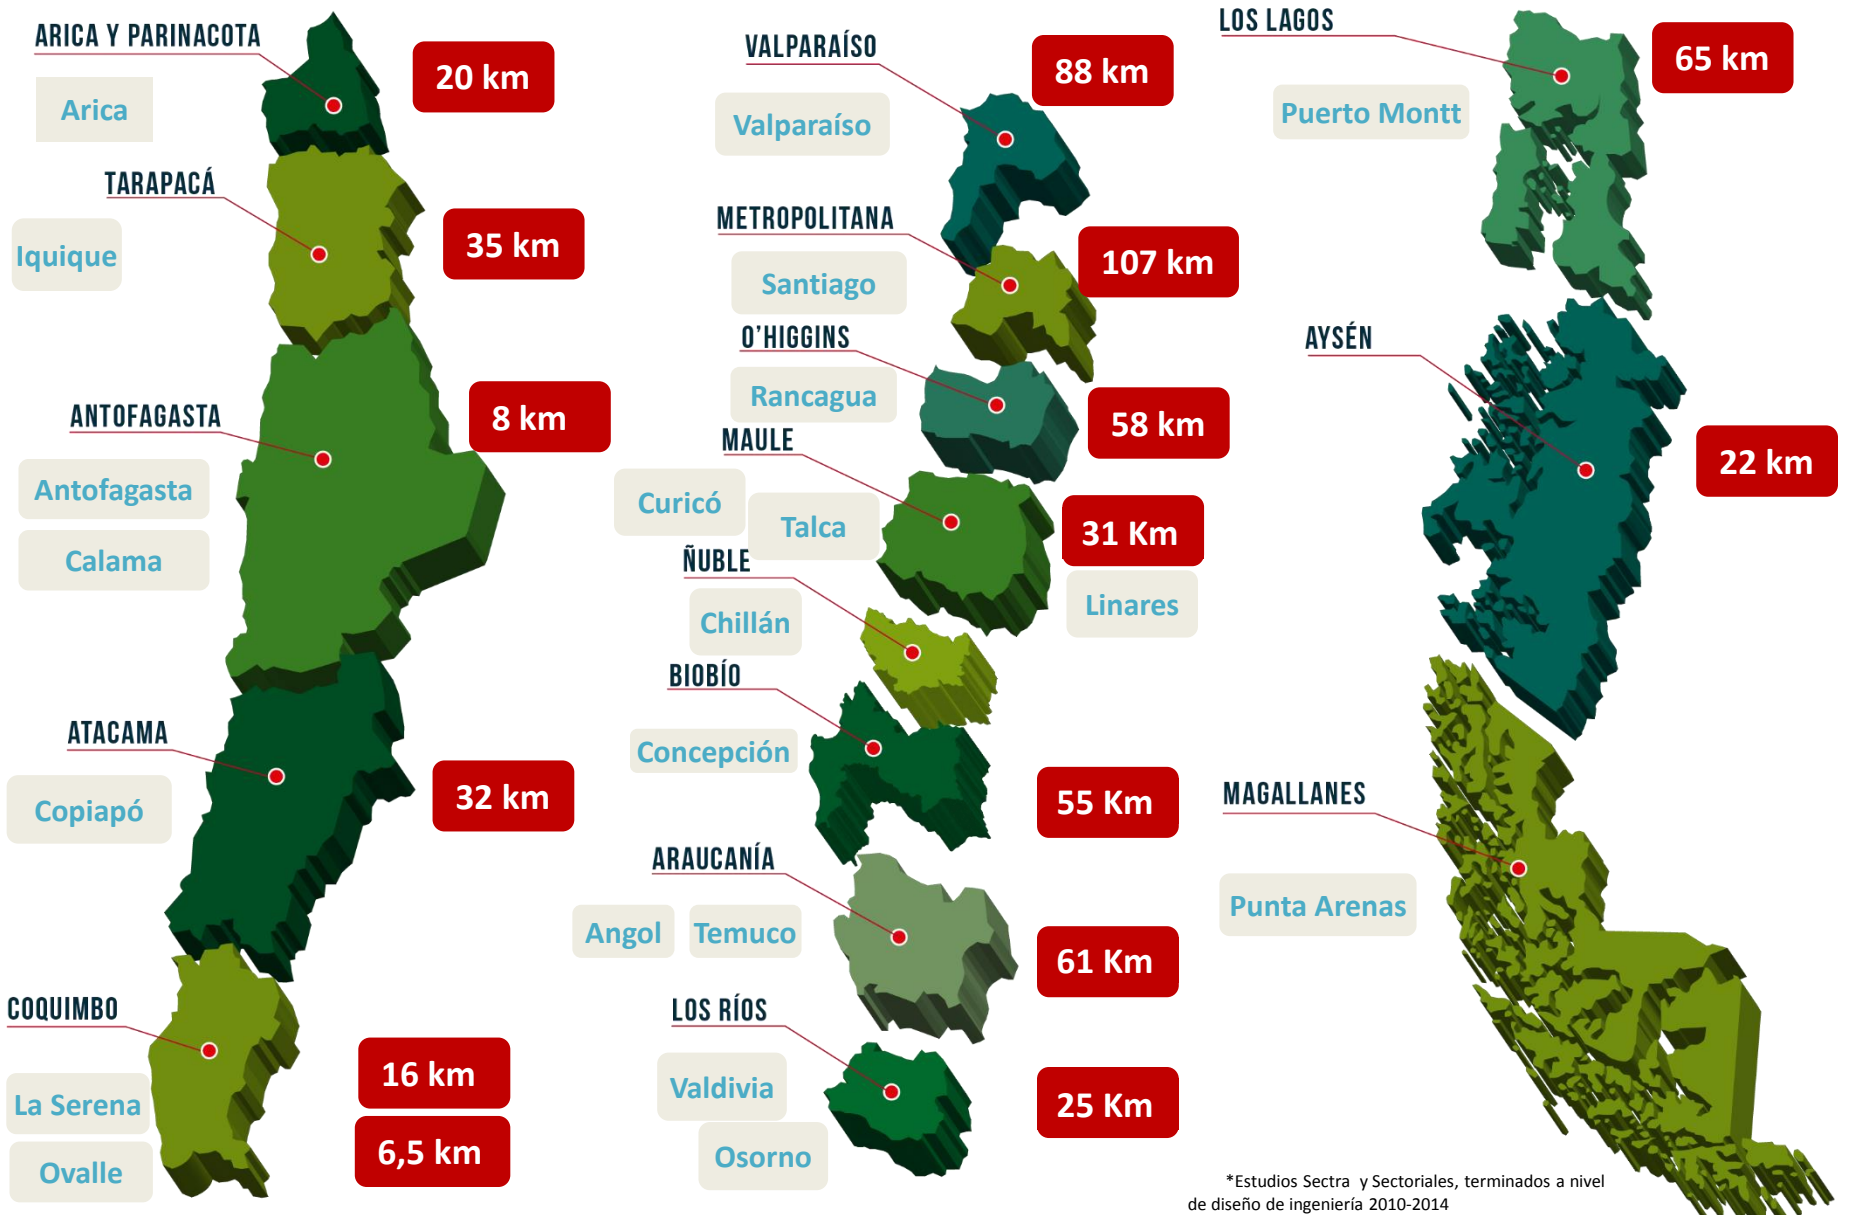 ARICA Y PARINACOTA
20 km
Arica
TARAPACÁ
35 km
Iquique
ANTOFAGASTA
8 km
Antofagasta
Calama
ATACAMA
32 km
Copiapó
COQUIMBO
16 km
La Serena
6,5 km
Ovalle
VALPARAÍSO
88 km
Valparaíso
METROPOLITANA
107 km
Santiago
O'HIGGINS
Rancagua
58 km
MAULE
Curicó
Talca
31 Km
Linares
ÑUBLE
Chillán
BIOBÍO
Concepción
55 Km
ARAUCANÍA
Angol
Temuco
61 Km
LOS RÍOS
Valdivia
25 Km
Osorno
LOS LAGOS
65 km
Puerto Montt
AYSÉN
22 km
MAGALLANES
Punta Arenas
*Estudios Sectra y Sectoriales, terminados a nivel
de diseño de ingeniería 2010-2014